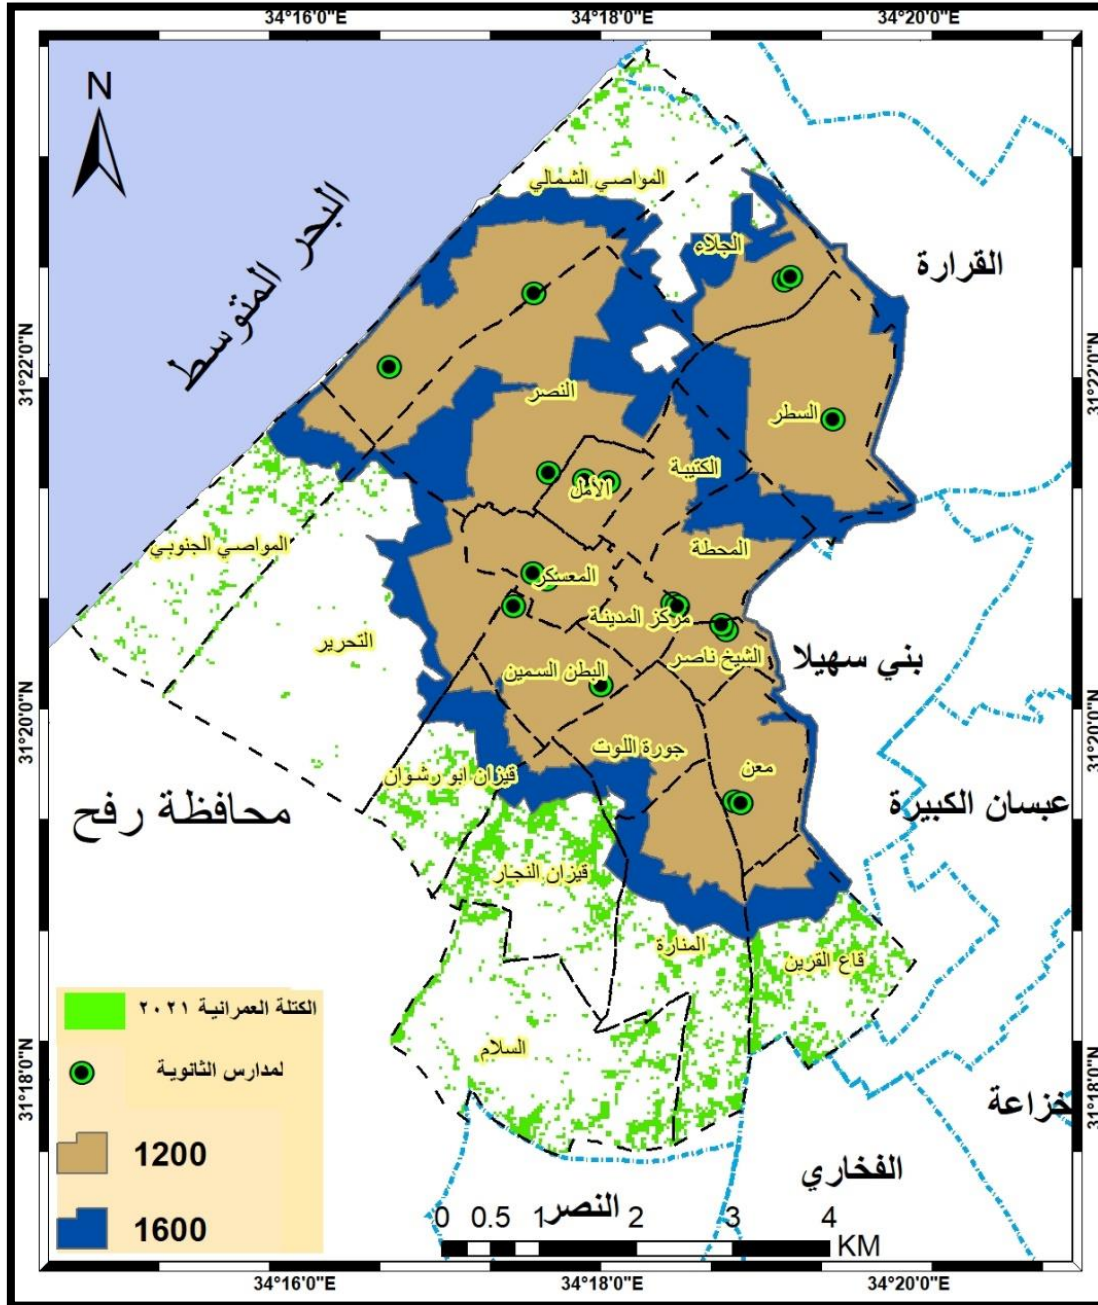 34°16'0"E
34°18'0"E
34°20'0"E
N
المواصي الشمالي
البحر المتوسط
الجلاء
القرارة
31°22'0"N
31°22'0"N
النصر
السطر
الكتيبة
الأمل
المحطة
المواصي الجنوبي
المعسكر
مركز المدينة
التحرير
الشيخ ناصر
بني سهيلا
البطن السمين
31°20'0"N
31°20'0"N
جورة اللوت
معن
قيزان ابو رشوان
محافظة رفح
عبسان الكبيرة
قيزان النجار
المنارة
قاع القرين
الكتلة العمرانية ٢٠٢١
السلام
لمدارس الثانوية
31°18'0"N
31°18'0"N
خزاعة
1200
الفخاري
النصر
1600
0 0.5 1 2 3 4
KM
34°16'0"E
34°18'0"E
34°20'0"E